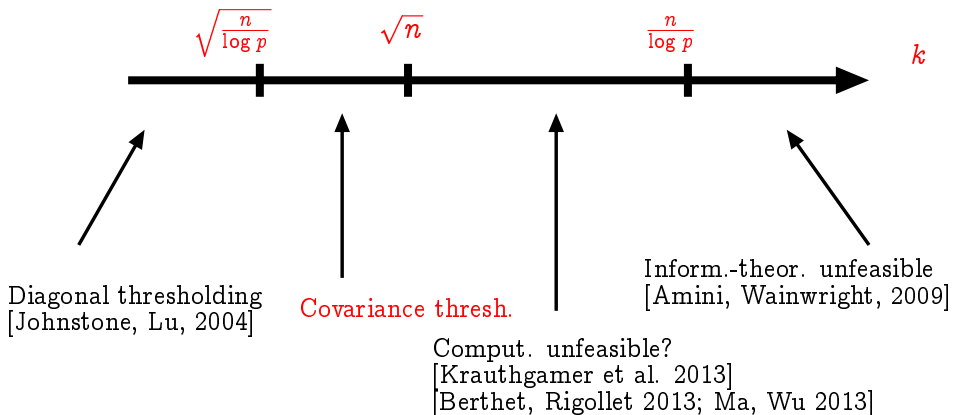 √(n/log p)
√n
n/log p
k
Diagonal thresholding
[Johnstone, Lu, 2004]
Covariance thresh.
Comput. unfeasible?
[Krauthgamer et al. 2013]
[Berthet, Rigollet 2013; Ma, Wu 2013]
Inform.-theor. unfeasible
[Amini, Wainwright, 2009]